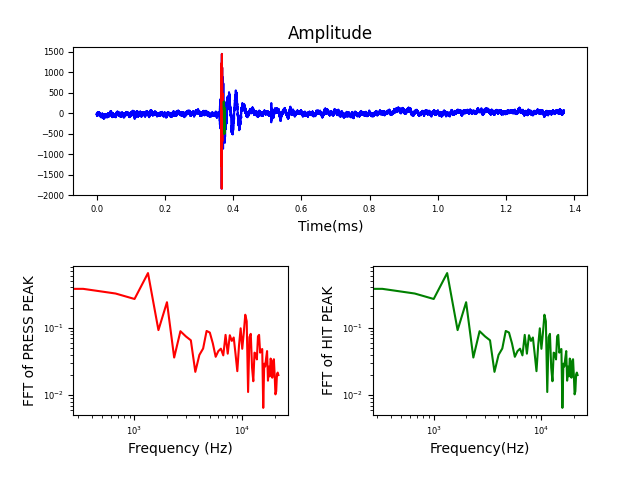 Amplitude
1500
1000
500
0
−500
−1000
−1500
−2000
0.0 0.2 0.4 0.6 0.8 1.0 1.2 1.4
Time(ms)
FFT of PRESS PEAK
10⁻¹
10⁻²
10³ 10⁴
Frequency (Hz)
FFT of HIT PEAK
10⁻¹
10⁻²
10³ 10⁴
Frequency(Hz)